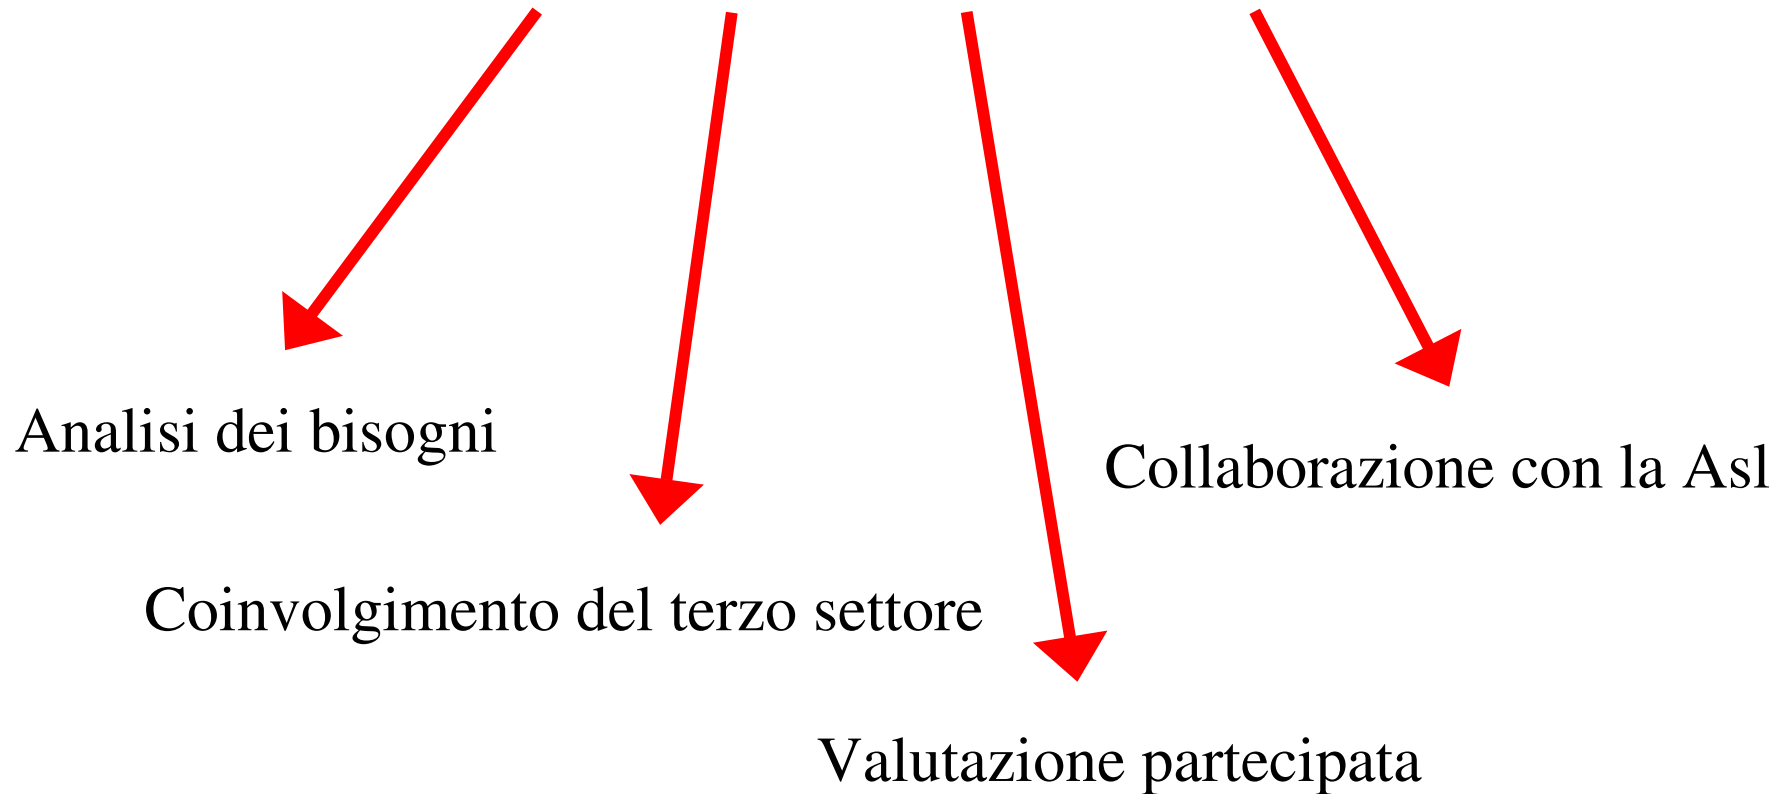 Analisi dei bisogni
Collaborazione con la Asl
Coinvolgimento del terzo settore
Valutazione partecipata